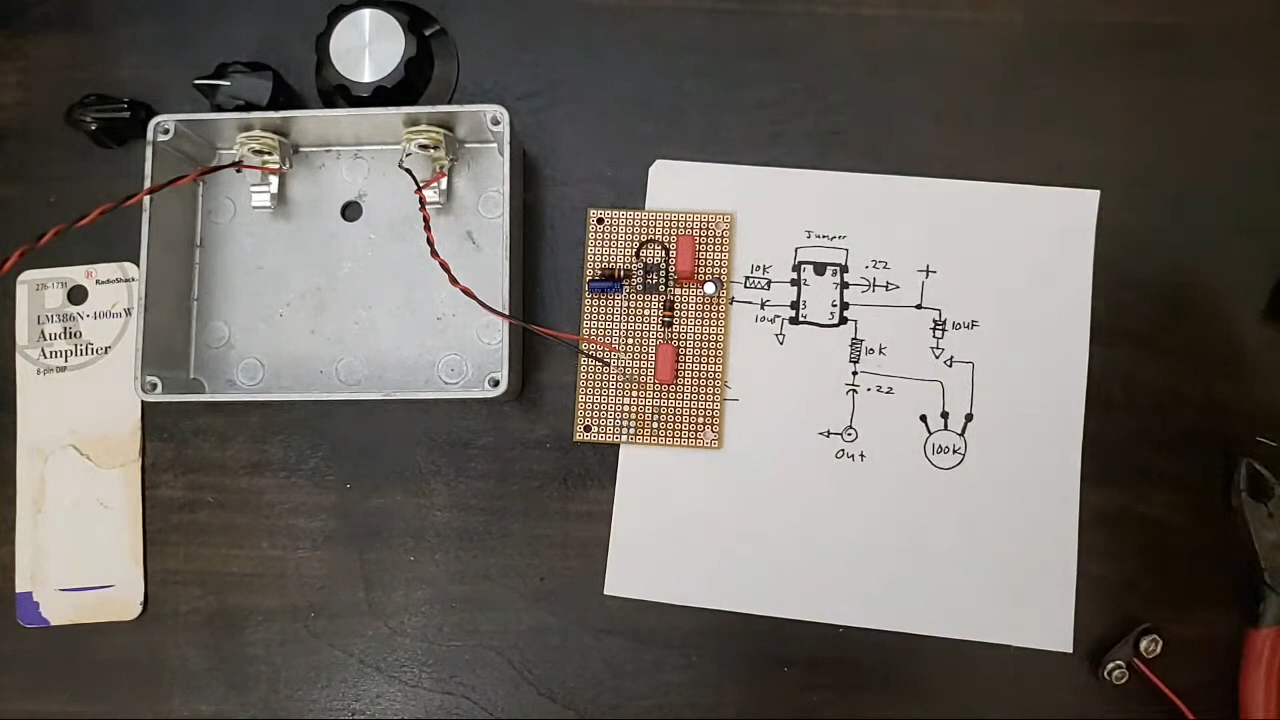 276-1731
® RadioShack.
LM386N•400mW
Audio
Amplifier
8-pin DIP
Jumper
10K
1 8
2 7
3 6
4 5
.22
+
K
10uF
10uF
10K
.22
Out
100K